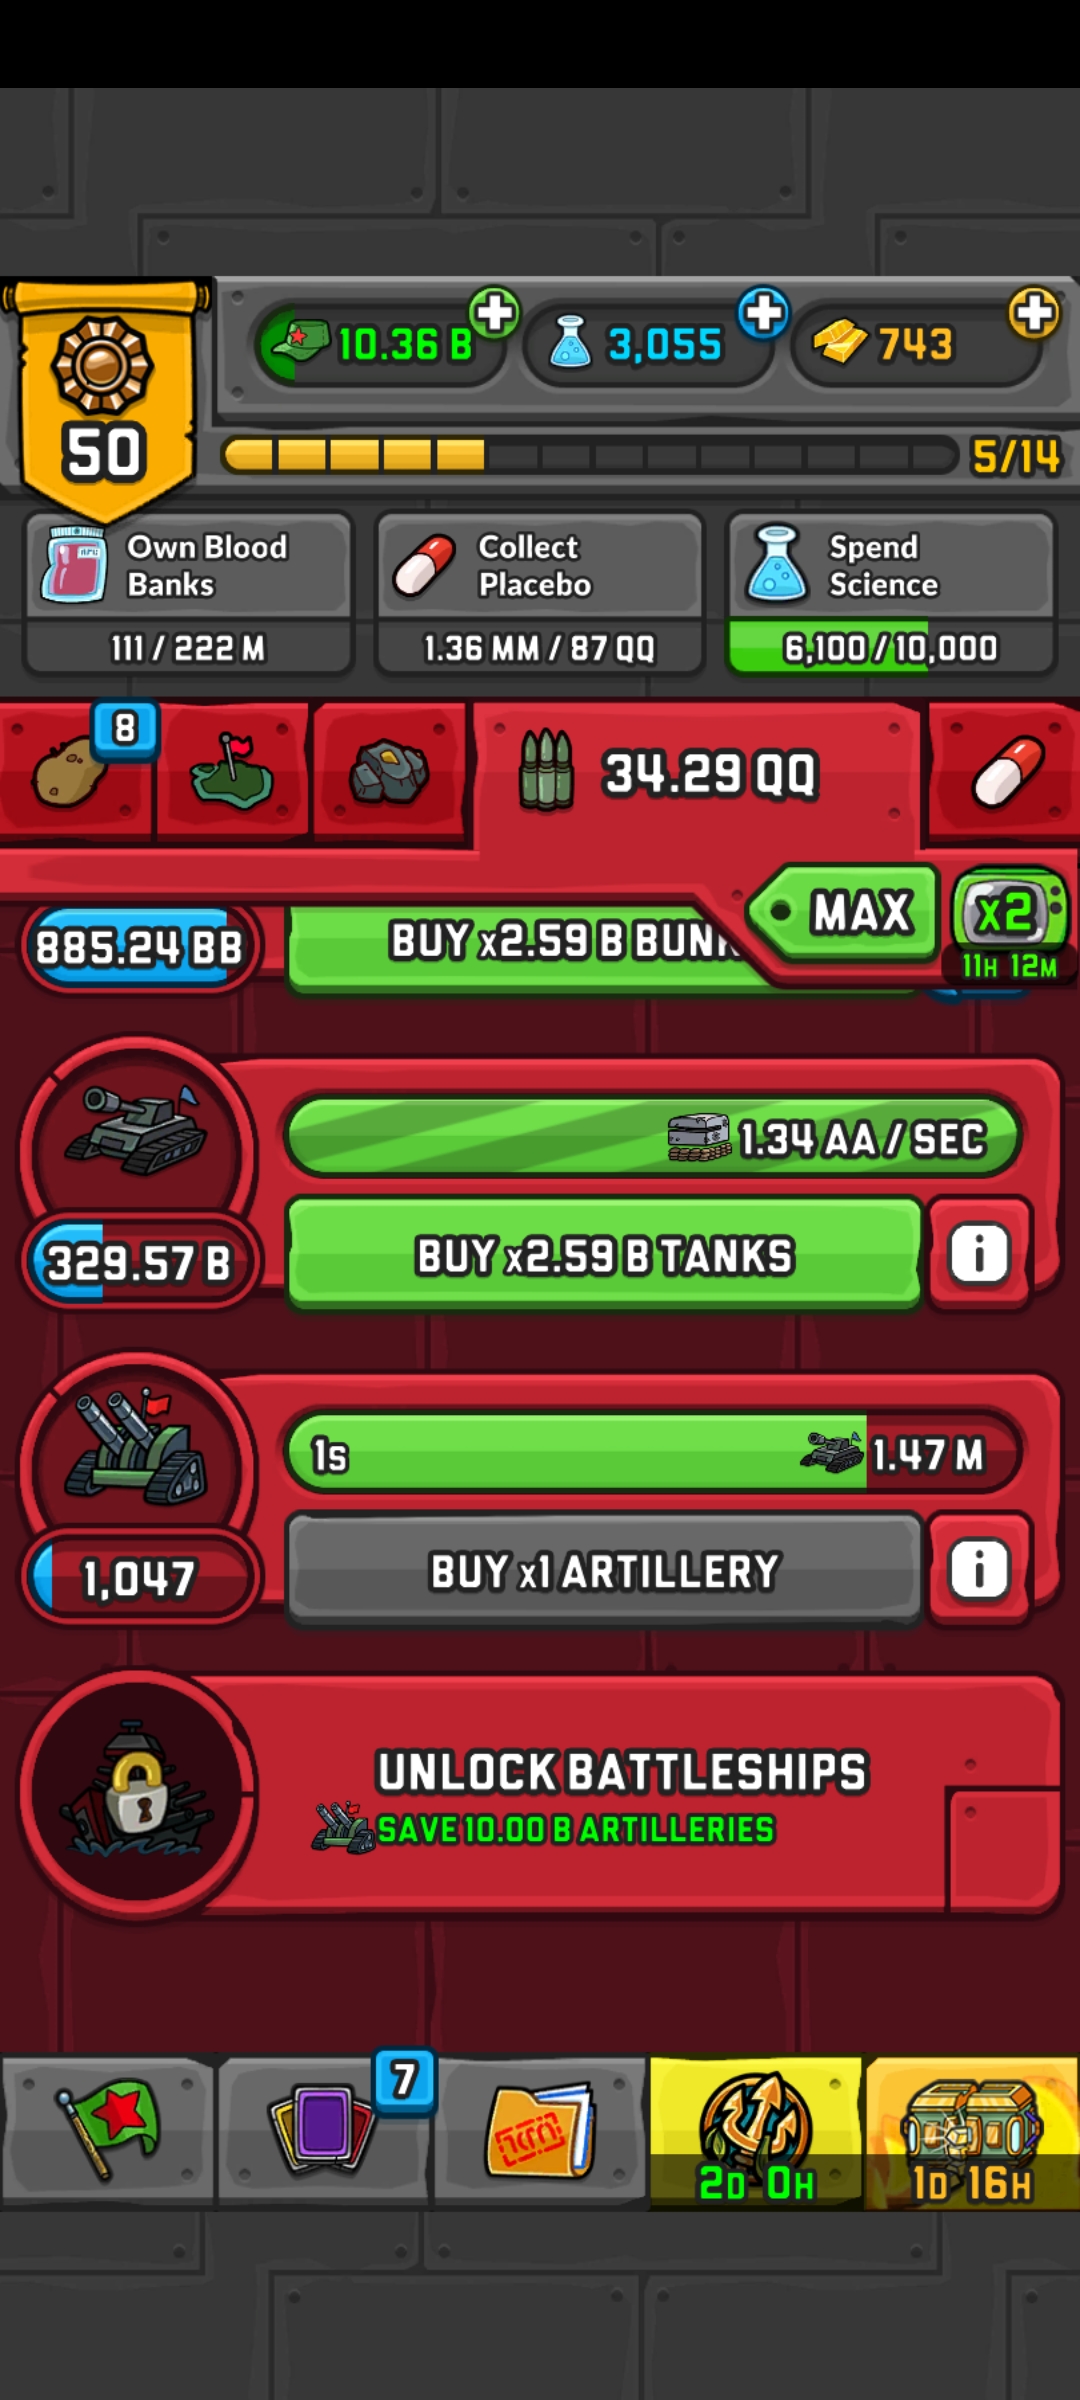 10.36 B
3,055
743
50
5/14
Own Blood
Banks
111 / 222 M
Collect
Placebo
1.36 MM / 87 QQ
Spend
Science
6,100 / 10,000
8
34.29 QQ
MAX
x2
11H 12M
885.24 BB
BUY x2.59 B
1.34 AA / SEC
329.57 B
BUY x2.59 B TANKS
i
1s
1.47 M
1,047
BUY x1 ARTILLERY
i
UNLOCK BATTLESHIPS
SAVE 10.00 B ARTILLERIES
7
2D 0H
1D 16H